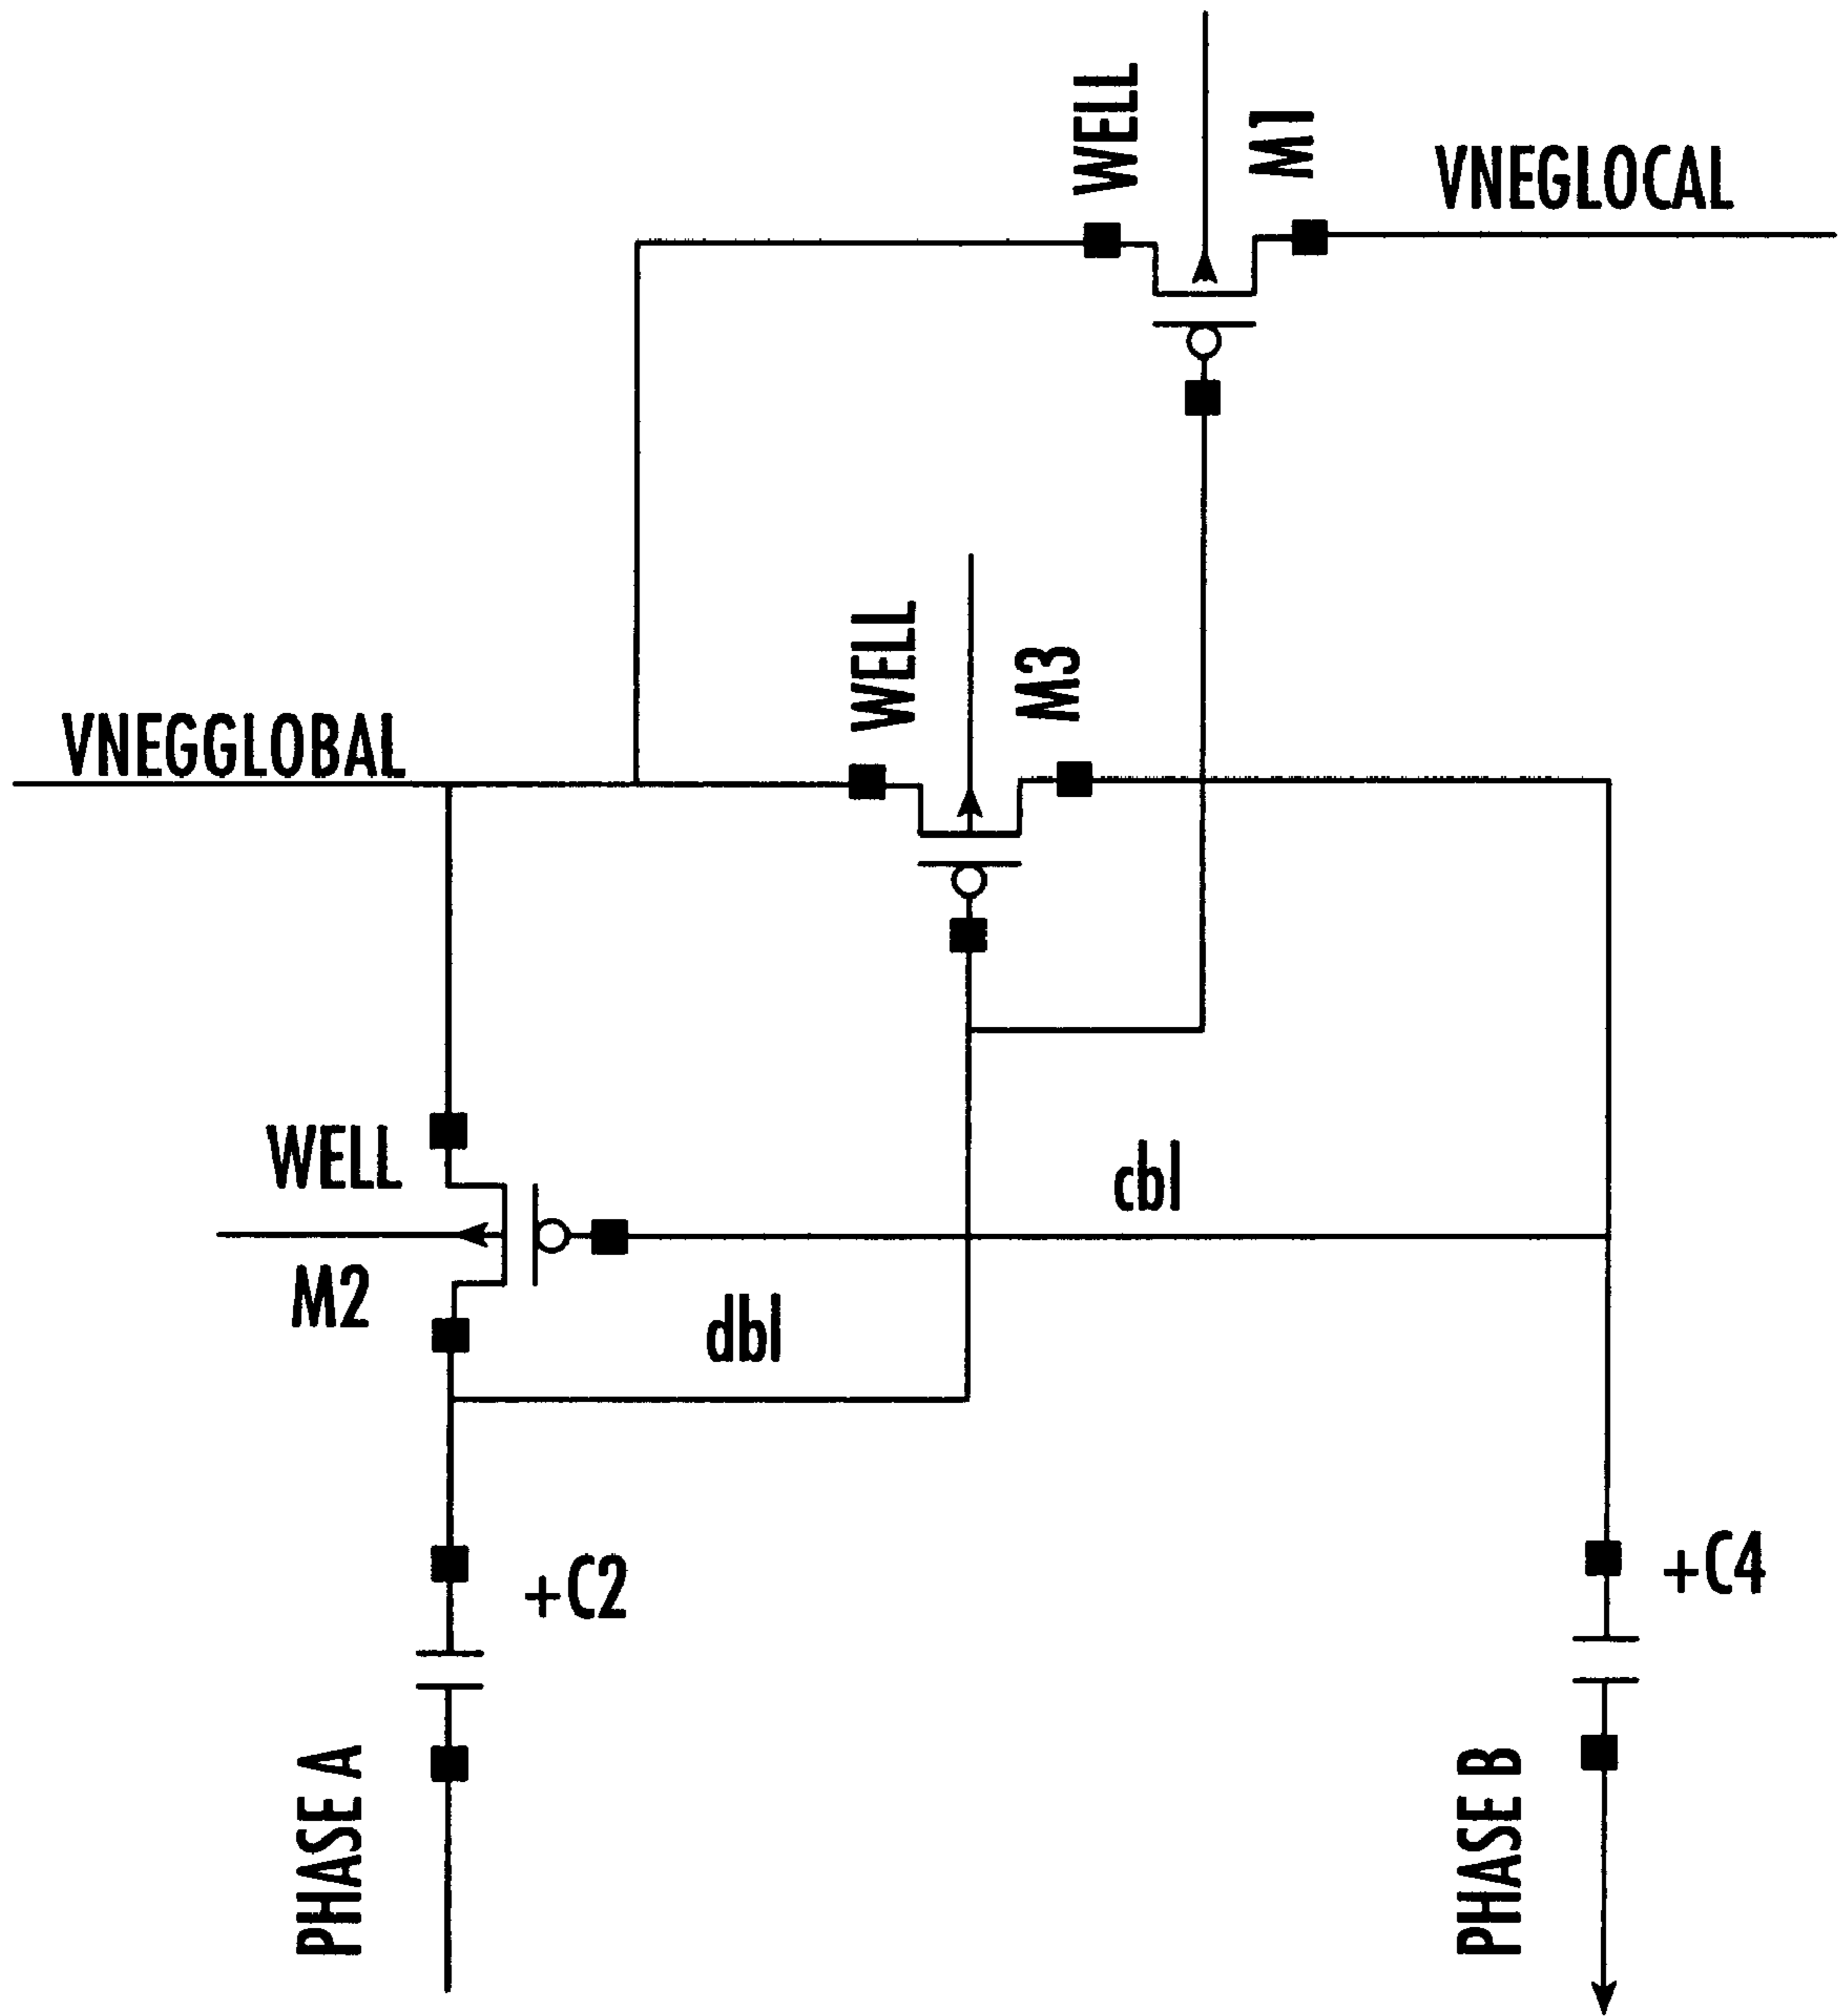 WELL
M1
VNEGLOCAL
WELL
M3
VNEGGLOBAL
WELL
M2
cbl
dbl
+C2
+C4
PHASE A
PHASE B